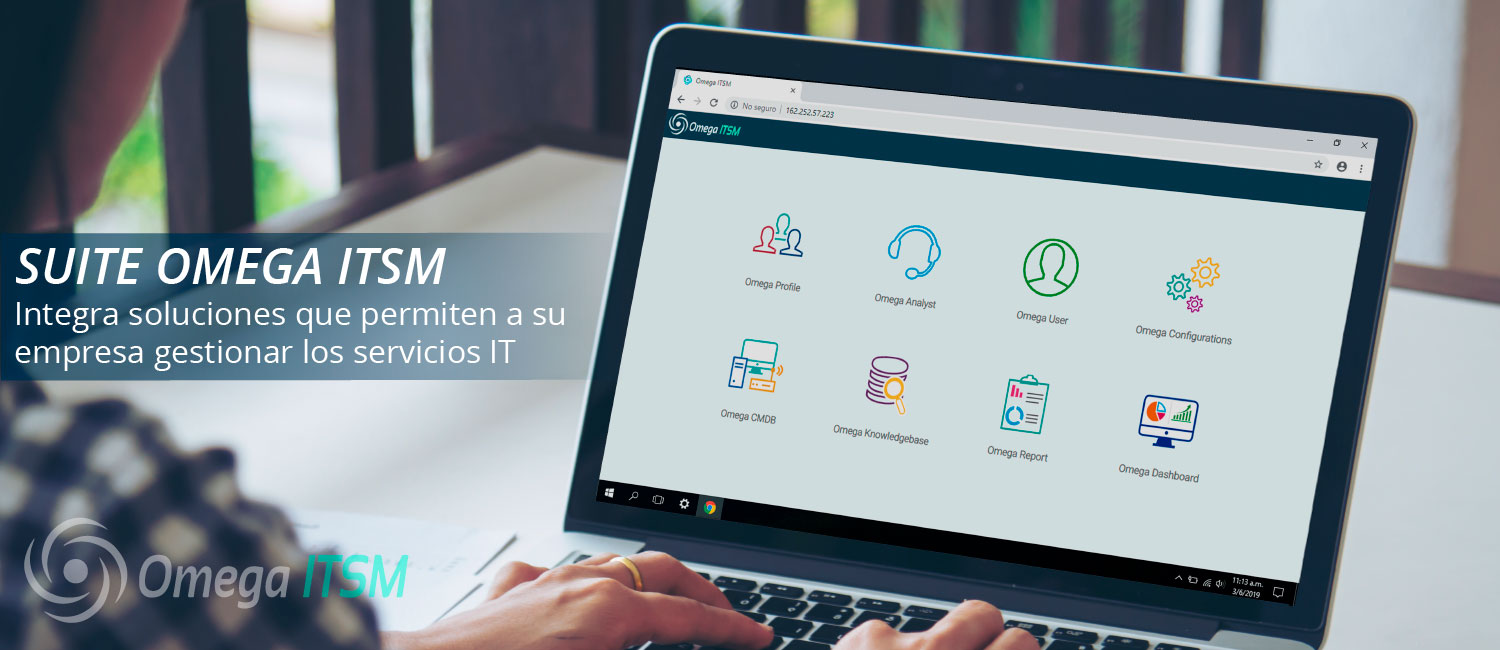 SUITE OMEGA ITSM
Integra soluciones que permiten a su
empresa gestionar los servicios IT
Omega ITSM
Omega ITSM
No seguro | 162.252.57.223
Omega ITSM
Omega Profile
Omega Analyst
Omega User
Omega Configurations
Omega CMDB
Omega Knowledgebase
Omega Report
Omega Dashboard
11:13 a.m.
3/6/2019